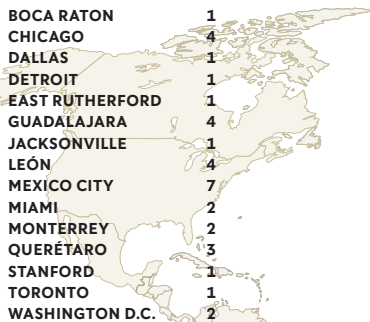 BOCA RATON 1
CHICAGO 4
DALLAS 1
DETROIT 1
EAST RUTHERFORD 1
GUADALAJARA 4
JACKSONVILLE 1
LEÓN 4
MEXICO CITY 7
MIAMI 2
MONTERREY 2
QUERÉTARO 3
STANFORD 1
TORONTO 1
WASHINGTON D.C. 2